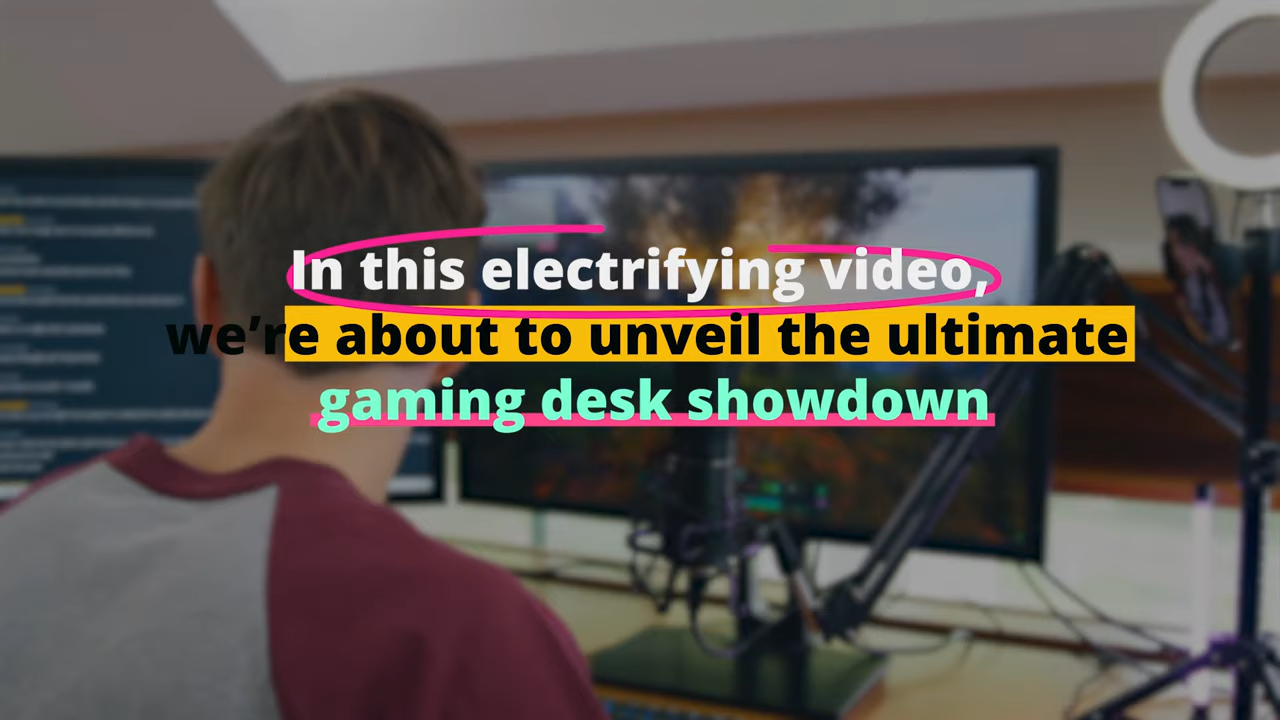 In this electrifying video,
we’re about to unveil the ultimate
gaming desk showdown